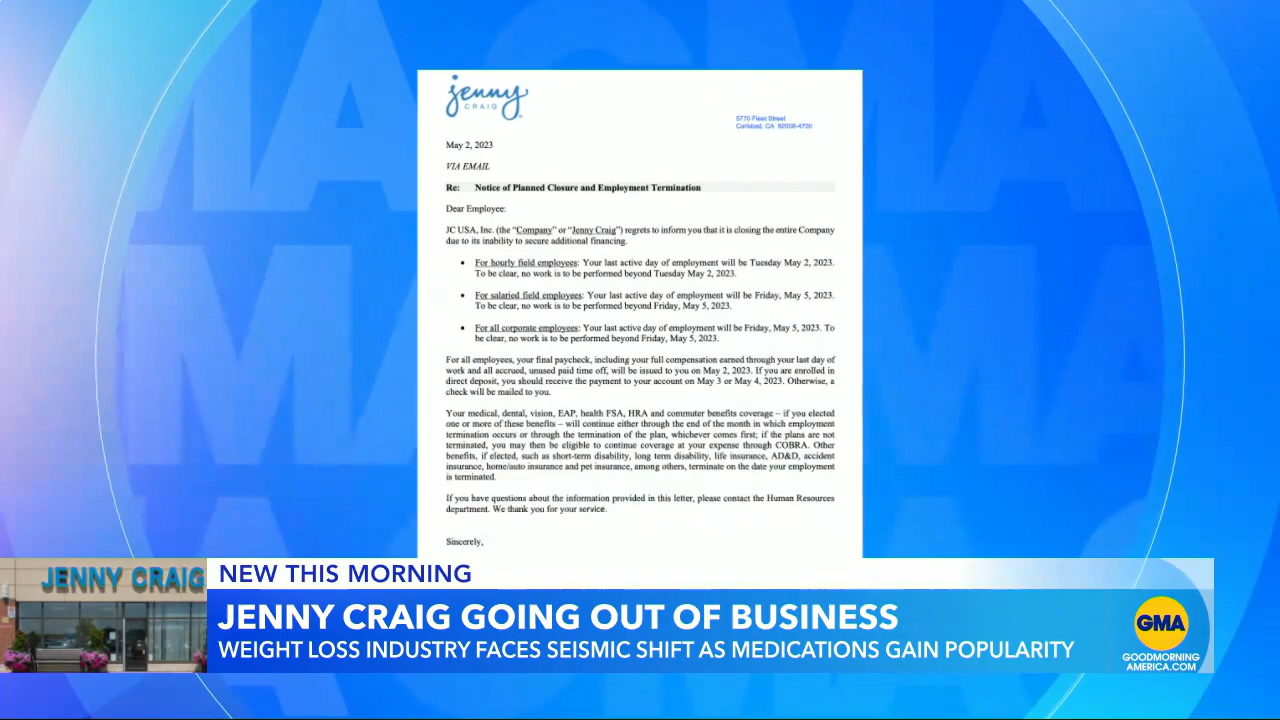 jenny
CRAIG
5770 Fleet Street
Carlsbad, CA 92008-4700
May 2, 2023
VIA EMAIL
Re: Notice of Planned Closure and Employment Termination
Dear Employee:
JC USA, Inc. (the “Company” or “Jenny Craig”) regrets to inform you that it is closing the entire Company
due to its inability to secure additional financing.
• For hourly field employees: Your last active day of employment will be Tuesday May 2, 2023.
To be clear, no work is to be performed beyond Tuesday May 2, 2023.
• For salaried field employees: Your last active day of employment will be Friday, May 5, 2023.
To be clear, no work is to be performed beyond Friday, May 5, 2023.
• For all corporate employees: Your last active day of employment will be Friday, May 5, 2023. To
be clear, no work is to be performed beyond Friday, May 5, 2023.
For all employees, your final paycheck, including your full compensation earned through your last day of
work and all accrued, unused paid time off, will be issued to you on May 2, 2023. If you are enrolled in
direct deposit, you should receive the payment to your account on May 3 or May 4, 2023. Otherwise, a
check will be mailed to you.
Your medical, dental, vision, EAP, health FSA, HRA and commuter benefits coverage – if you elected
one or more of these benefits – will continue either through the end of the month in which employment
termination occurs or through the termination of the plan, whichever comes first; if the plans are not
terminated, you may then be eligible to continue coverage at your expense through COBRA. Other
benefits, if elected, such as short-term disability, long term disability, life insurance, AD&D, accident
insurance, home/auto insurance and pet insurance, among others, terminate on the date your employment
is terminated.
If you have questions about the information provided in this letter, please contact the Human Resources
department. We thank you for your service.
Sincerely,
JENNY CRAIG
NEW THIS MORNING
JENNY CRAIG GOING OUT OF BUSINESS
WEIGHT LOSS INDUSTRY FACES SEISMIC SHIFT AS MEDICATIONS GAIN POPULARITY
GMA
GOODMORNING
AMERICA.COM